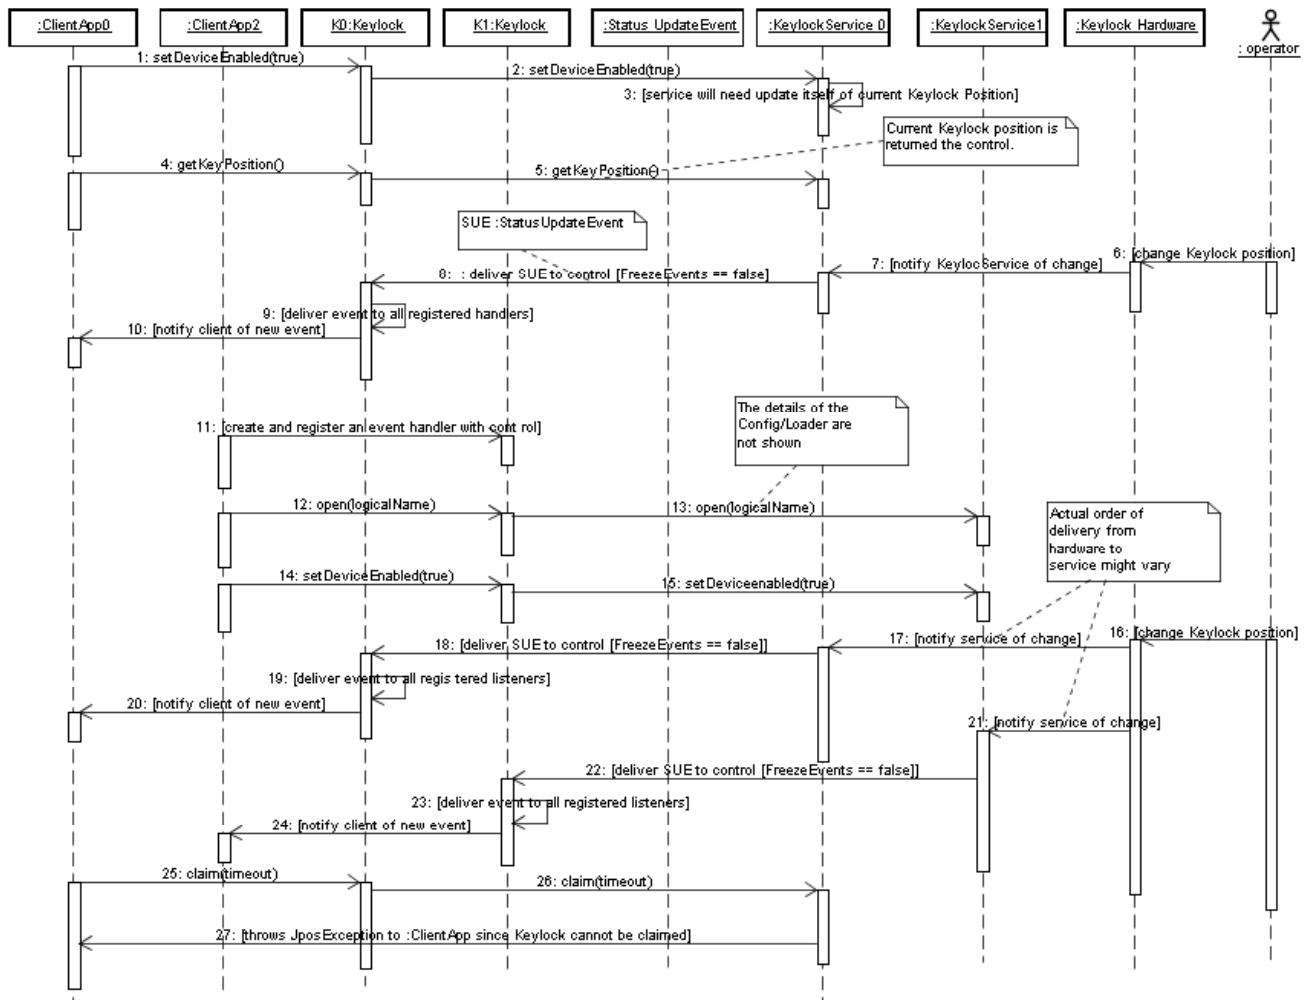 :ClientApp0
:ClientApp2
K0:Keylock
K1:Keylock
:Status UpdateEvent
:KeylockService 0
:KeylockService1
:Keylock Hardware
: operator
1: setDeviceEnabled(true)
2: setDeviceEnabled(true)
3: [service will need update itself of current Keylock Position]
Current Keylock position is
returned the control.
4: getKeyPosition()
5: getKeyPosition()
SUE :StatusUpdateEvent
6: [change Keylock position]
7: [notify KeylocService of change]
8: : deliver SUE to control [FreezeEvents == false]
9: [deliver event to all registered handlers]
10: [notify client of new event]
The details of the
Config/Loader are
not shown
11: [create and register an event handler with control]
12: open(logicalName)
13: open(logicalName)
Actual order of
delivery from
hardware to
service might vary
14: setDeviceEnabled(true)
15: setDeviceenabled(true)
16: [change Keylock position]
17: [notify service of change]
18: [deliver SUE to control [FreezeEvents == false]]
19: [deliver event to all registered listeners]
20: [notify client of new event]
21: [notify service of change]
22: [deliver SUE to control [FreezeEvents == false]]
23: [deliver event to all registered listeners]
24: [notify client of new event]
25: claim(timeout)
26: claim(timeout)
27: [throws JposException to :ClientApp since Keylock cannot be claimed]